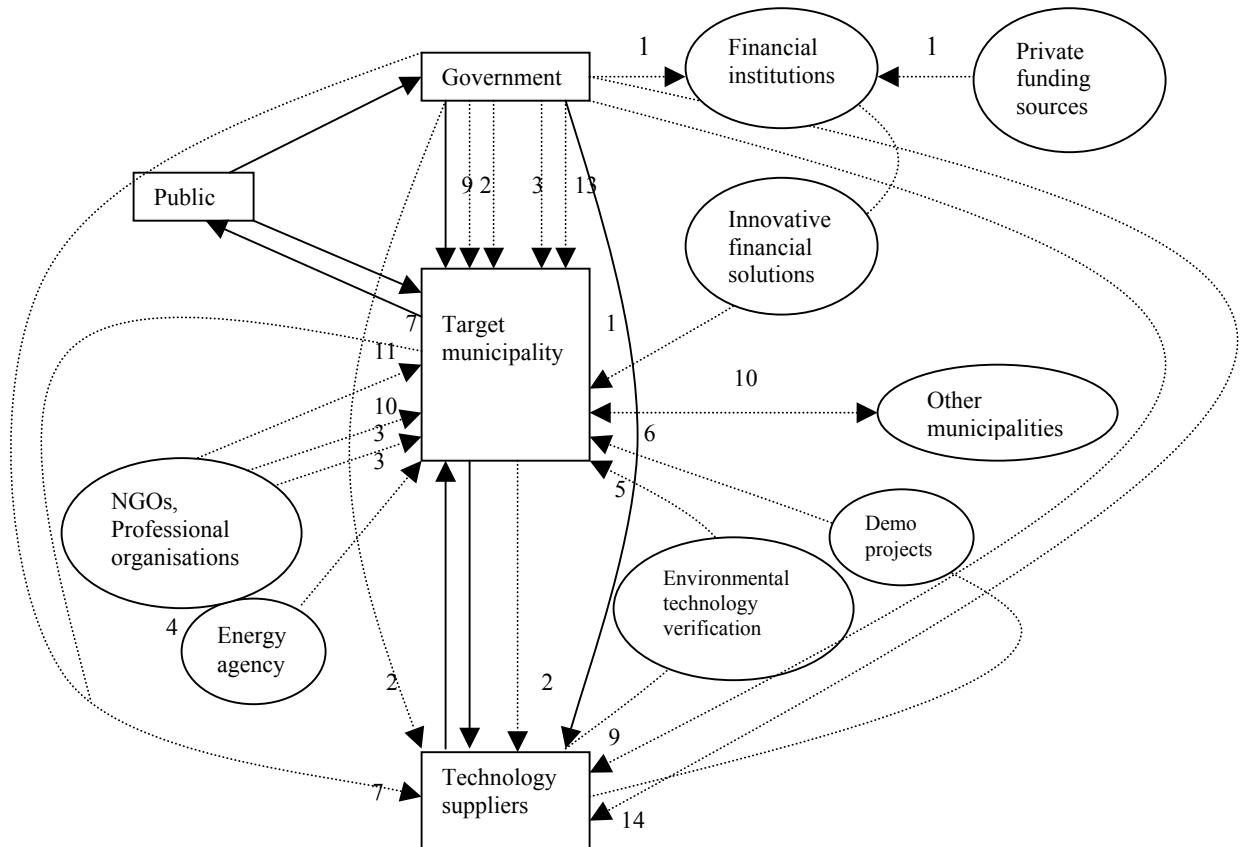 1
Financial
institutions
1
Private
funding
sources
Government
Public
9
2
3
13
Innovative
financial
solutions
7
Target
municipality
1
11
10
10
3
6
Other
municipalities
3
5
NGOs,
Professional
organisations
Demo
projects
Environmental
technology
verification
4
Energy
agency
2
2
9
Technology
suppliers
7
14